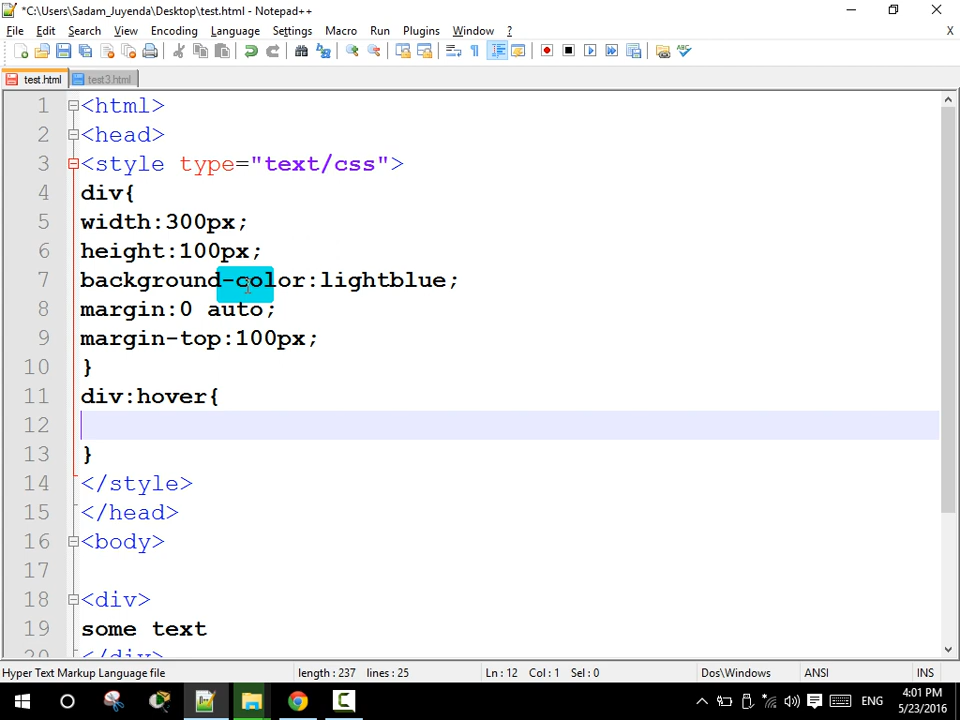 *C:\Users\Sadam_Juyenda\Desktop\test.html - Notepad++
File Edit Search View Encoding Language Settings Macro Run Plugins Window ? X
test.html test3.html
1 <html>
2 <head>
3 <style type="text/css">
4 div{
5 width:300px;
6 height:100px;
7 background-color:lightblue;
8 margin:0 auto;
9 margin-top:100px;
10 }
11 div:hover{
12
13 }
14 </style>
15 </head>
16 <body>
17
18 <div>
19 some text
20 </div>
Hyper Text Markup Language file length : 237 lines : 25 Ln : 12 Col : 1 Sel : 0 Dos\Windows ANSI INS
ENG 4:01 PM
5/23/2016